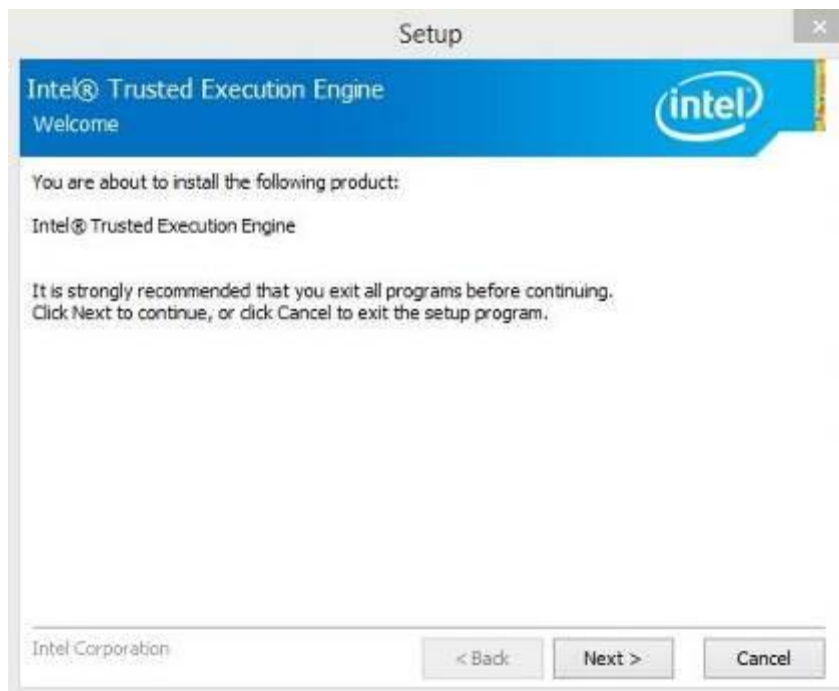 Setup
Intel® Trusted Execution Engine
Welcome
intel
You are about to install the following product:
Intel® Trusted Execution Engine
It is strongly recommended that you exit all programs before continuing.
Click Next to continue, or click Cancel to exit the setup program.
Intel Corporation
< Back
Next >
Cancel